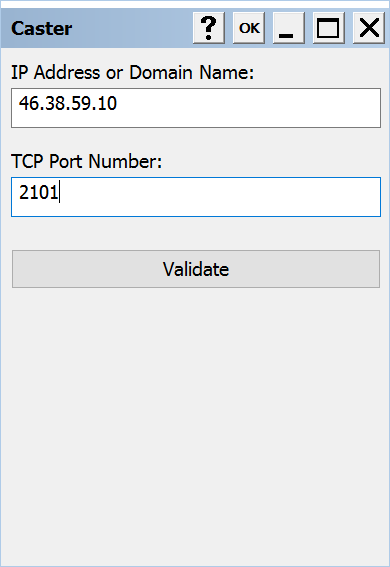 Caster ? OK
IP Address or Domain Name:
46.38.59.10
TCP Port Number:
2101
Validate